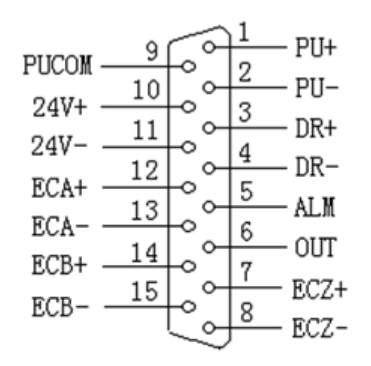 1 PU+
9 PUCOM
2 PU-
10 24V+
3 DR+
11 24V-
4 DR-
12 ECA+
5 ALM
13 ECA-
6 OUT
14 ECB+
7 ECZ+
15 ECB-
8 ECZ-